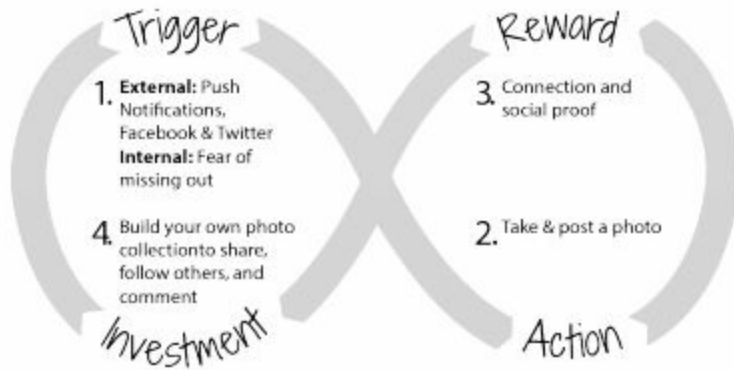 Trigger
1. External: Push
Notifications,
Facebook & Twitter
Internal: Fear of
missing out
Reward
3. Connection and
social proof
4. Build your own photo
collectionto share,
follow others, and
comment
Investment
2. Take & post a photo
Action